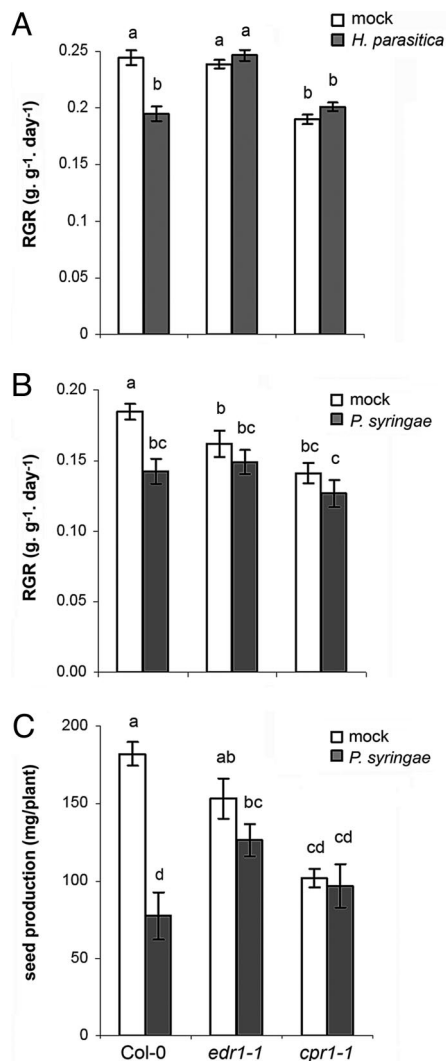 A
mock
H. parasitica
a
b
a
a
b
b
0.25
0.2
0.25
0.1
0.05
0
RGR (g. g⁻¹. day⁻¹)
B
mock
P. syringae
a
bc
b
bc
bc
c
0.20
0.15
0.10
0.05
0.00
RGR (g. g⁻¹. day⁻¹)
C
mock
P. syringae
a
d
ab
bc
cd
cd
200
150
100
50
0
seed production (mg/plant)
Col-0
edr1-1
cpr1-1